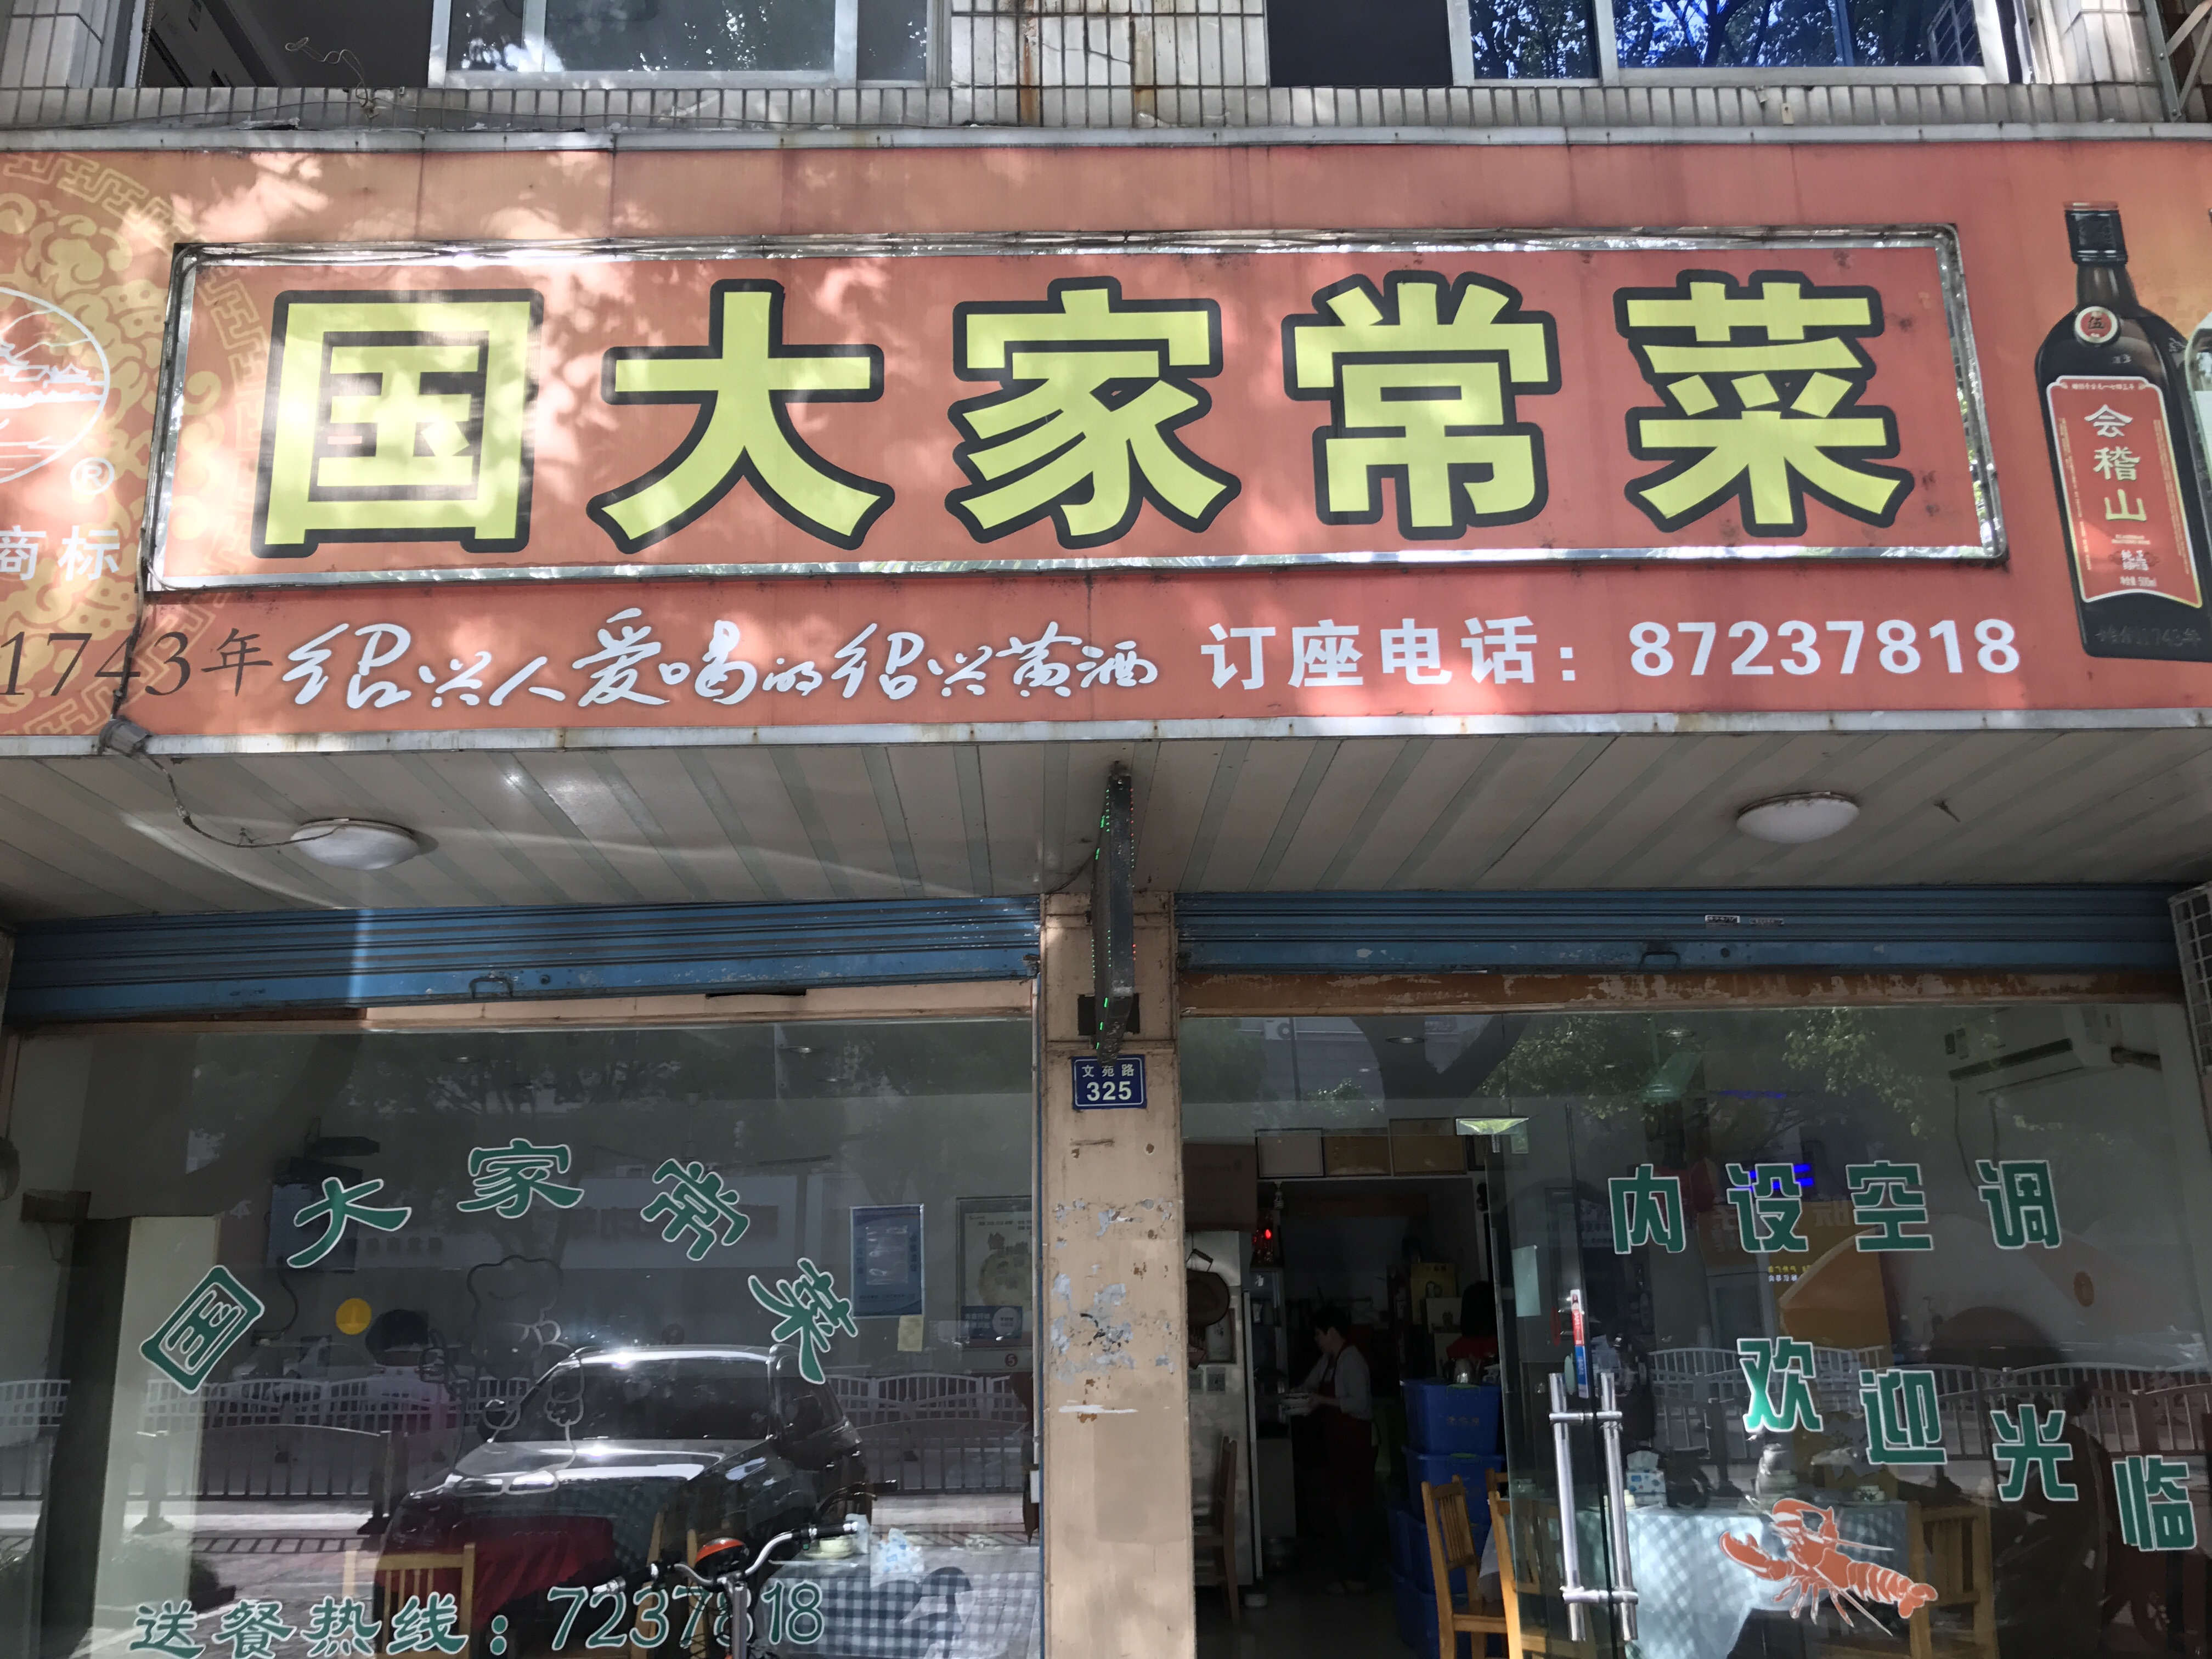 国大家常菜
®
商标
1743年 绍兴人爱喝的绍兴黄酒 订座电话：87237818
伍
会稽山
文苑路
325
国大家常菜
内设空调
欢迎光临
送餐热线：7237818